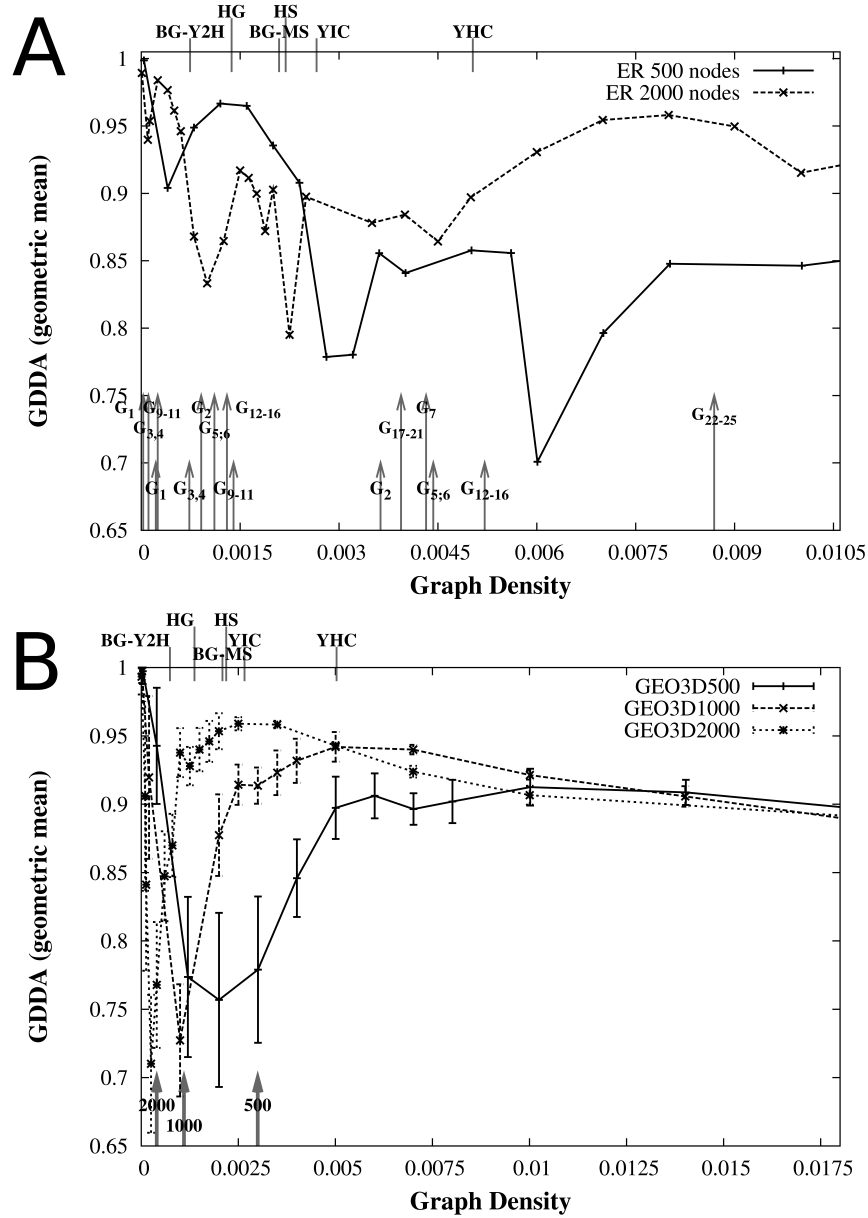 A
HG HS
BG-Y2H BG-MS YIC YHC
1
ER 500 nodes
ER 2000 nodes
0.95
0.9
0.85
0.8
0.75
0.7
0.65
GDDA (geometric mean)
G1 G9-11 G2 G12-16 G7
G3,4 G5;6 G17-21 G22-25
G1 G3,4 G9-11 G2 G5;6 G12-16
0 0.0015 0.003 0.0045 0.006 0.0075 0.009 0.0105
Graph Density
B
HG HS
BG-Y2H YIC YHC
BG-MS
1
GEO3D500
GEO3D1000
GEO3D2000
0.95
0.9
0.85
0.8
0.75
0.7
0.65
GDDA (geometric mean)
2000 500
1000
0 0.0025 0.005 0.0075 0.01 0.0125 0.015 0.0175
Graph Density